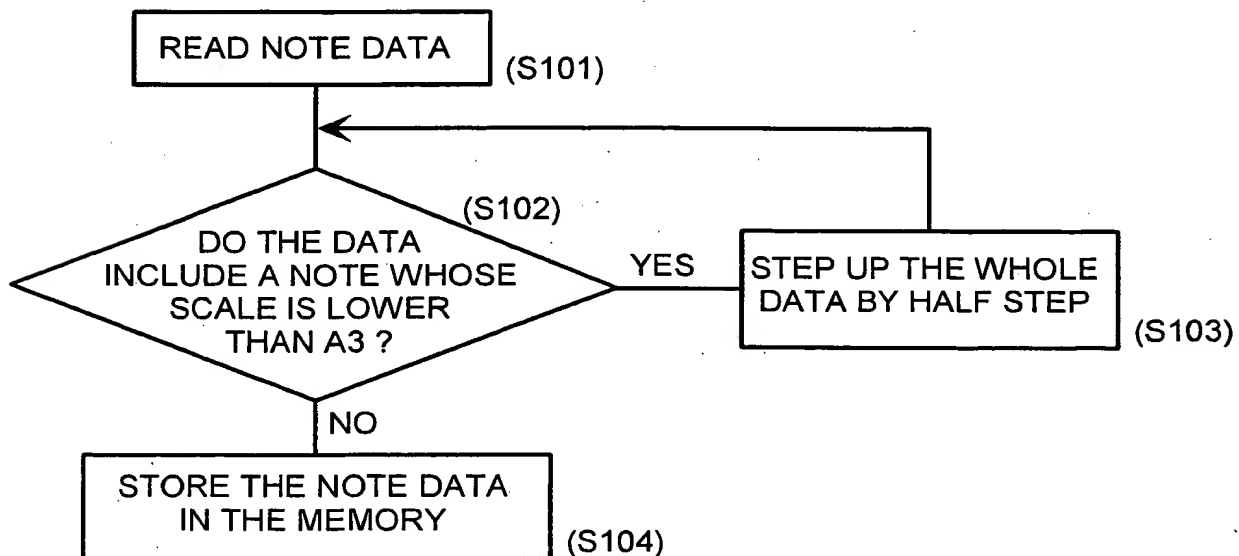 READ NOTE DATA
(S101)
(S102)
DO THE DATA
INCLUDE A NOTE WHOSE
SCALE IS LOWER
THAN A3 ?
YES
STEP UP THE WHOLE
DATA BY HALF STEP
(S103)
NO
STORE THE NOTE DATA
IN THE MEMORY
(S104)